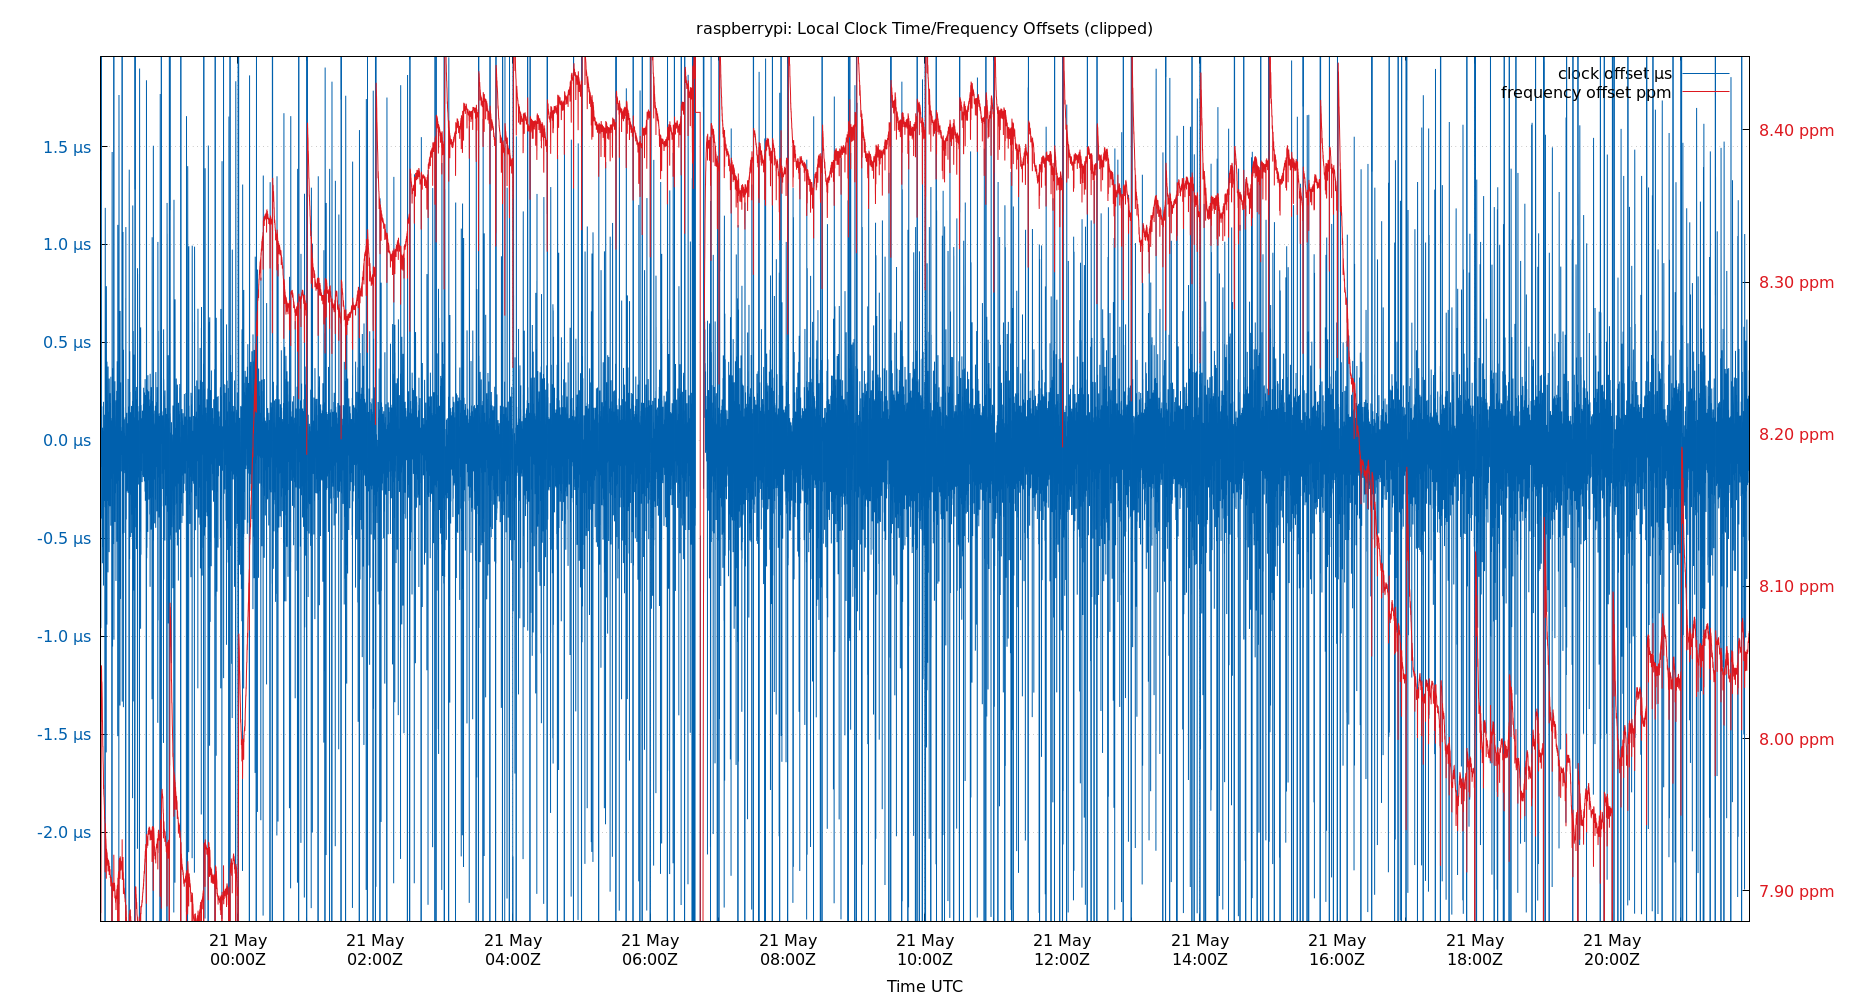 raspberrypi: Local Clock Time/Frequency Offsets (clipped)
clock offset µs
frequency offset ppm
1.5 µs
1.0 µs
0.5 µs
0.0 µs
-0.5 µs
-1.0 µs
-1.5 µs
-2.0 µs
8.40 ppm
8.30 ppm
8.20 ppm
8.10 ppm
8.00 ppm
7.90 ppm
21 May 21 May 21 May 21 May 21 May 21 May 21 May 21 May 21 May 21 May 21 May
00:00Z 02:00Z 04:00Z 06:00Z 08:00Z 10:00Z 12:00Z 14:00Z 16:00Z 18:00Z 20:00Z
Time UTC